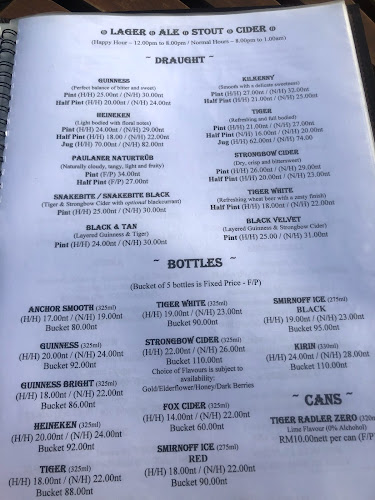 LAGER ALE STOUT CIDER
(Happy Hour – 12.00pm to 8.00pm / Normal Hours – 8.00pm to 1.00am)
~ DRAUGHT ~
GUINNESS
(Perfect balance of bitter and sweet)
Pint (H/H) 25.00nt / (N/H) 30.00nt
Half Pint (H/H) 20.00nt / (N/H) 24.00nt
HEINEKEN
(Light bodied with floral notes)
Pint (H/H) 24.00nt / (N/H) 29.00nt
Half Pint (H/H) 18.00 / (N/H) 22.00nt
Jug (H/H) 70.00nt / (N/H) 82.00nt
PAULANER NATURTRÜB
(Naturally cloudy, tangy, light and fruity)
Pint (F/P) 34.00nt
Half Pint (F/P) 27.00nt
SNAKEBITE / SNAKEBITE BLACK
(Tiger & Strongbow Cider with optional blackcurrant)
Pint (H/H) 25.00nt / (N/H) 30.00nt
BLACK & TAN
(Layered Guinness & Tiger)
Pint (H/H) 24.00nt / (N/H) 30.00nt
KILKENNY
(Smooth with a delicate sweetness)
Pint (H/H) 27.00nt / (N/H) 32.00nt
Half Pint (H/H) 21.00nt / (N/H) 25.00nt
TIGER
(Refreshing and full bodied)
Pint (H/H) 21.00nt / (N/H) 27.00nt
Half Pint (N/H) 16.00nt / (N/H) 20.00nt
Jug (H/H) 62.00nt / (N/H) 74.00
STRONGBOW CIDER
(Dry, crisp and bittersweet)
Pint (H/H) 26.00nt / (N/H) 29.00nt
Half Pint (H/H) 20.00nt / (N/H) 23.00nt
TIGER WHITE
(Refreshing wheat beer with a zesty finish)
Half Pint (H/H) 18.00nt / (N/H) 22.00nt
BLACK VELVET
(Layered Guinness & Strongbow Cider)
Pint (H/H) 25.00 / (N/H) 31.00nt
~ BOTTLES ~
(Bucket of 5 bottles is Fixed Price - F/P)
ANCHOR SMOOTH (325ml)
(H/H) 17.00nt / (N/H) 19.00nt
Bucket 80.00nt
GUINNESS (325ml)
(H/H) 20.00nt / (N/H) 24.00nt
Bucket 92.00nt
GUINNESS BRIGHT (325ml)
(H/H) 18.00nt / (N/H) 22.00nt
Bucket 86.00nt
HEINEKEN (325ml)
(H/H) 20.00nt / (N/H) 24.00nt
Bucket 92.00nt
TIGER (325ml)
(H/H) 18.00nt / (N/H) 22.00nt
Bucket 88.00nt
TIGER WHITE (325ml)
(H/H) 19.00nt / (N/H) 23.00nt
Bucket 90.00nt
STRONGBOW CIDER (325ml)
(H/H) 22.00nt / (N/H) 26.00nt
Bucket 110.00nt
Choice of Flavours is subject to
availability:
Gold/Elderflower/Honey/Dark Berries
FOX CIDER (325ml)
(H/H) 14.00nt / (N/H) 22.00nt
Bucket 60.00nt
SMIRNOFF ICE (275ml)
RED
(H/H) 18.00nt / (N/H) 22.00nt
Bucket 90.00nt
SMIRNOFF ICE (275ml)
BLACK
(H/H) 19.00nt / (N/H) 23.00nt
Bucket 95.00nt
KIRIN (330ml)
(H/H) 24.00nt / (N/H) 28.00nt
Bucket 110.00nt
~ CANS ~
TIGER RADLER ZERO
Lime Flavour (0% Alchohol)
RM10.00nett per can (F/P)